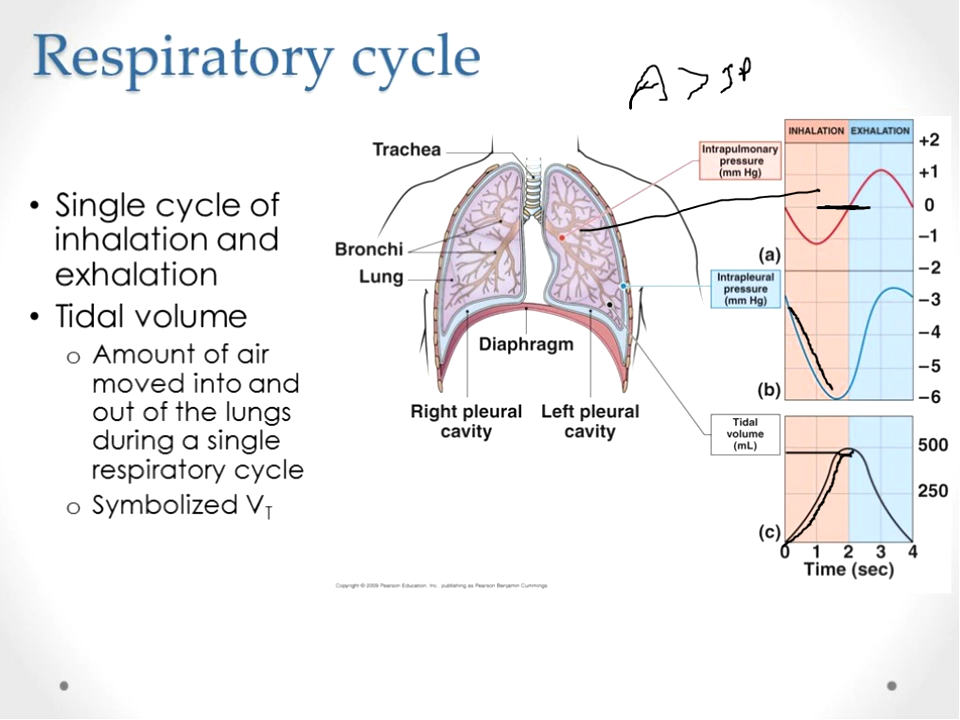 Respiratory cycle
A > IP
• Single cycle of
inhalation and
exhalation
• Tidal volume
o Amount of air
moved into and
out of the lungs
during a single
respiratory cycle
o Symbolized V_T
Trachea
Bronchi
Lung
Diaphragm
Right pleural
cavity
Left pleural
cavity
Intrapulmonary
pressure
(mm Hg)
Intrapleural
pressure
(mm Hg)
Tidal
volume
(mL)
INHALATION EXHALATION
+2
+1
0
–1
–2
(a)
–3
–4
–5
–6
(b)
500
250
(c)
0 1 2 3 4
Time (sec)
Copyright © 2009 Pearson Education, Inc. publishing as Pearson Benjamin Cummings